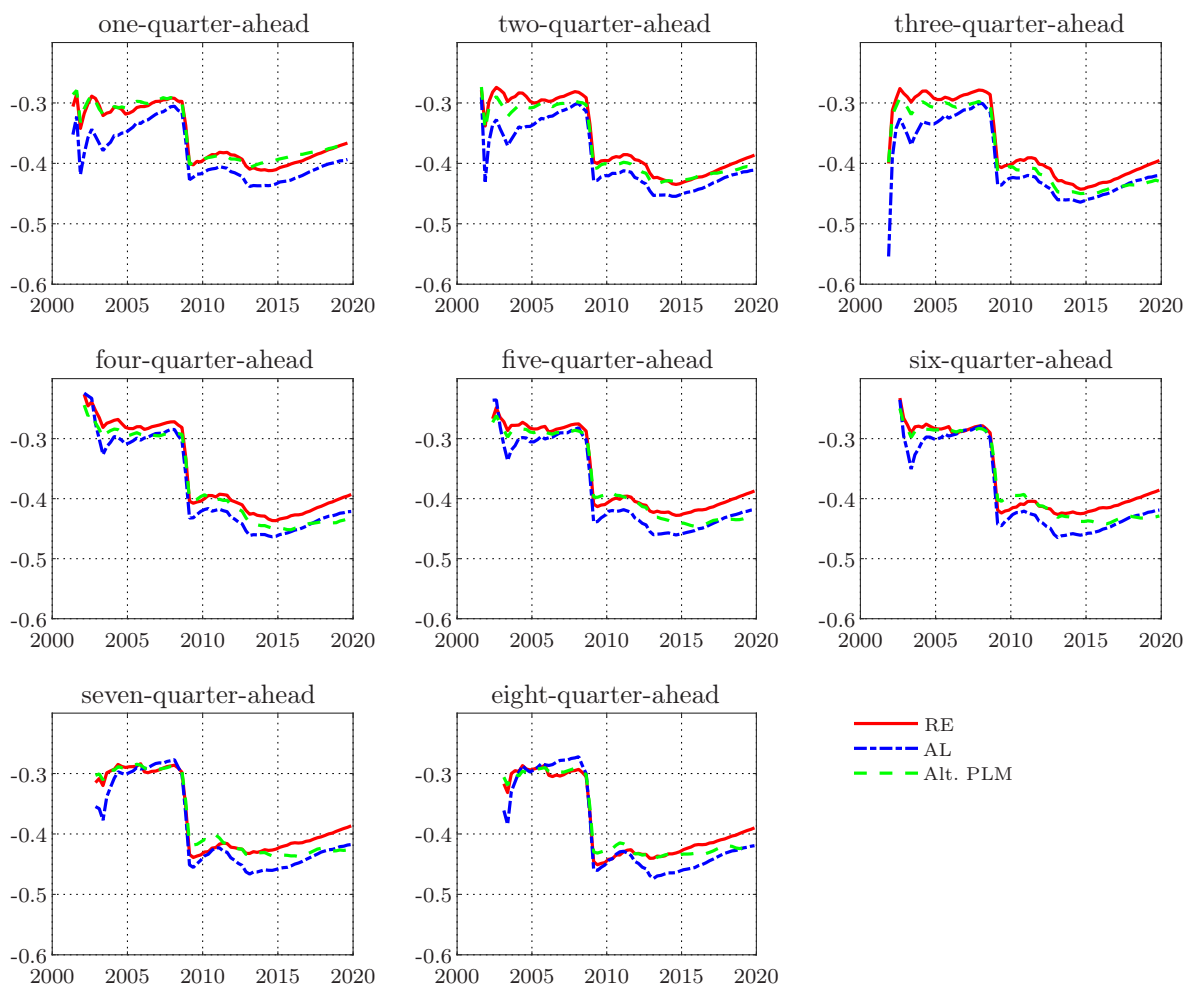 one-quarter-ahead two-quarter-ahead three-quarter-ahead
-0.3 -0.3 -0.3
-0.4 -0.4 -0.4
-0.5 -0.5 -0.5
-0.6 -0.6 -0.6
2000 2005 2010 2015 2020 2000 2005 2010 2015 2020 2000 2005 2010 2015 2020
four-quarter-ahead five-quarter-ahead six-quarter-ahead
-0.3 -0.3 -0.3
-0.4 -0.4 -0.4
-0.5 -0.5 -0.5
-0.6 -0.6 -0.6
2000 2005 2010 2015 2020 2000 2005 2010 2015 2020 2000 2005 2010 2015 2020
seven-quarter-ahead eight-quarter-ahead
RE
AL
Alt. PLM
-0.3 -0.3
-0.4 -0.4
-0.5 -0.5
-0.6 -0.6
2000 2005 2010 2015 2020 2000 2005 2010 2015 2020